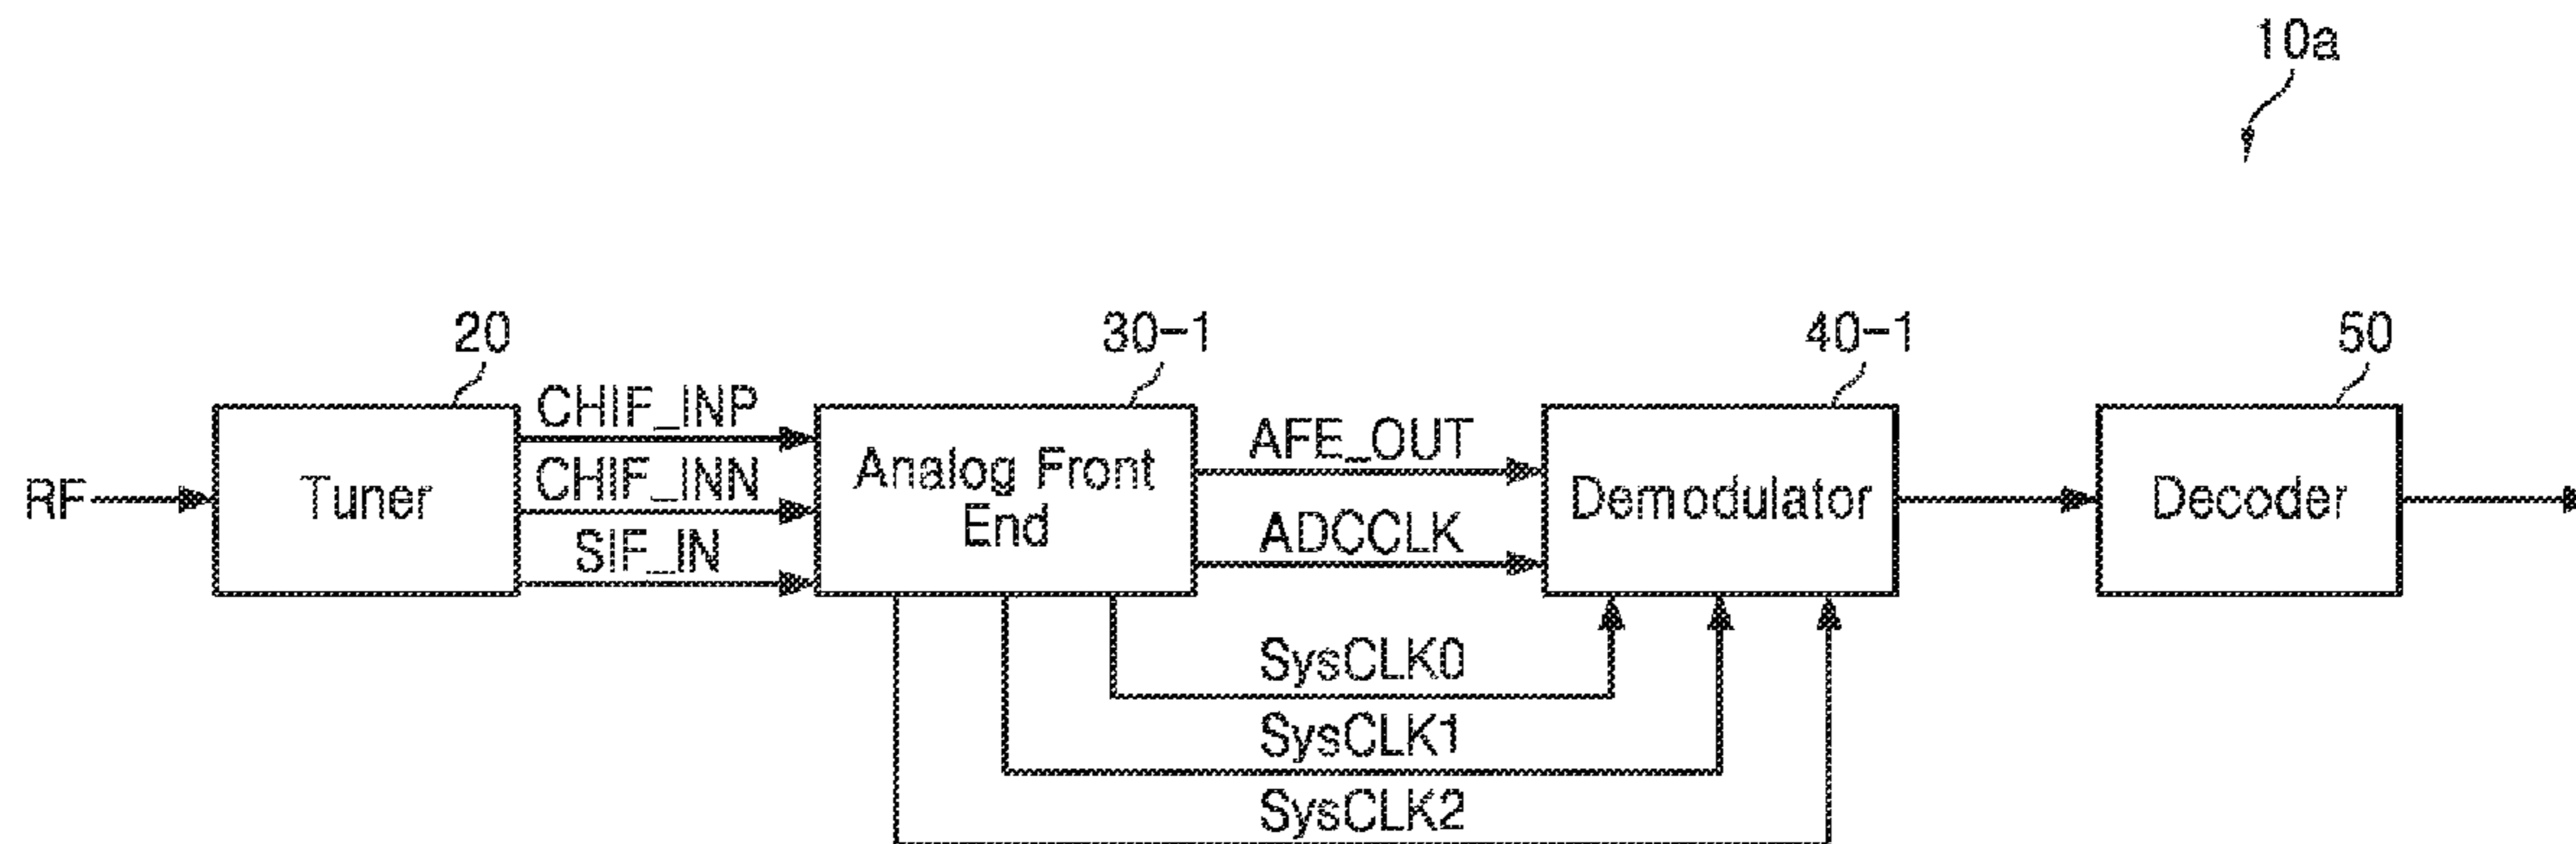 10a
20
30-1
40-1
50
RF
Tuner
CHIF_INP
CHIF_INN
SIF_IN
Analog Front
End
AFE_OUT
ADCCLK
Demodulator
Decoder
SysCLK0
SysCLK1
SysCLK2